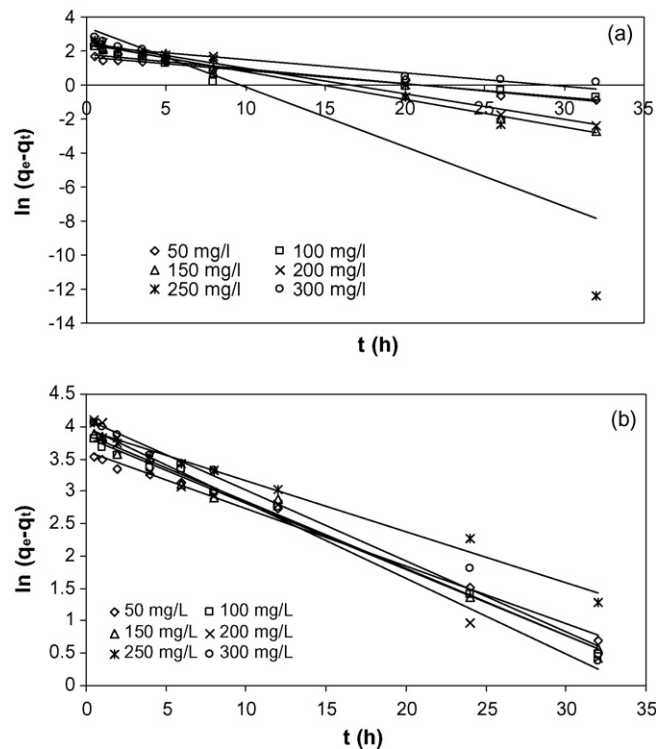 (a)
ln (qe-qt)
4
2
0
-2
-4
-6
-8
-10
-12
-14
0 5 10 15 20 25 30 35
50 mg/l 100 mg/l
150 mg/l 200 mg/l
250 mg/l 300 mg/l
t (h)
(b)
ln (qe-qt)
4.5
4
3.5
3
2.5
2
1.5
1
0.5
0
50 mg/L 100 mg/L
150 mg/L 200 mg/L
250 mg/L 300 mg/L
0 5 10 15 20 25 30 35
t (h)